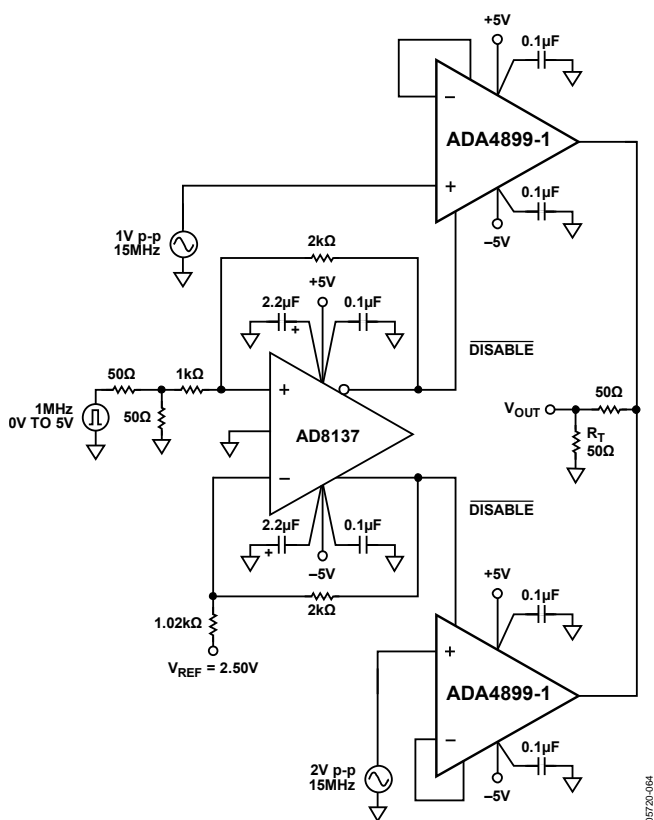 +5V
0.1µF
−
ADA4899-1
+
0.1µF
−5V
1V p-p
15MHz
2kΩ
+5V
2.2µF
0.1µF
+
DISABLE
50Ω
1kΩ
+
1MHz
0V TO 5V
50Ω
AD8137
−
VOUT
50Ω
RT
50Ω
DISABLE
2.2µF
0.1µF
+
−5V
2kΩ
1.02kΩ
VREF = 2.50V
+5V
0.1µF
+
ADA4899-1
−
0.1µF
−5V
2V p-p
15MHz
05720-064